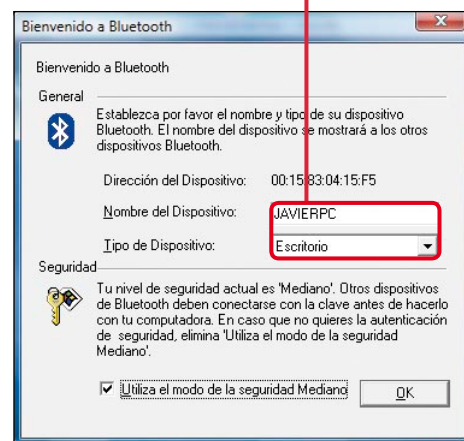 Bienvenido a Bluetooth
Bienvenido a Bluetooth
General
Establezca por favor el nombre y tipo de su dispositivo
Bluetooth. El nombre del dispositivo se mostrará a los otros
dispositivos Bluetooth.
Dirección del Dispositivo: 00:15:83:04:15:F5
Nombre del Dispositivo: JAVIERPC
Tipo de Dispositivo: Escritorio
Seguridad
Tu nivel de seguridad actual es 'Mediano'. Otros dispositivos
de Bluetooth deben conectarse con la clave antes de hacerlo
con tu computadora. En caso que no quieres la autenticación
de seguridad, elimina 'Utiliza el modo de la seguridad
Mediano'.
Utiliza el modo de la seguridad Mediano OK